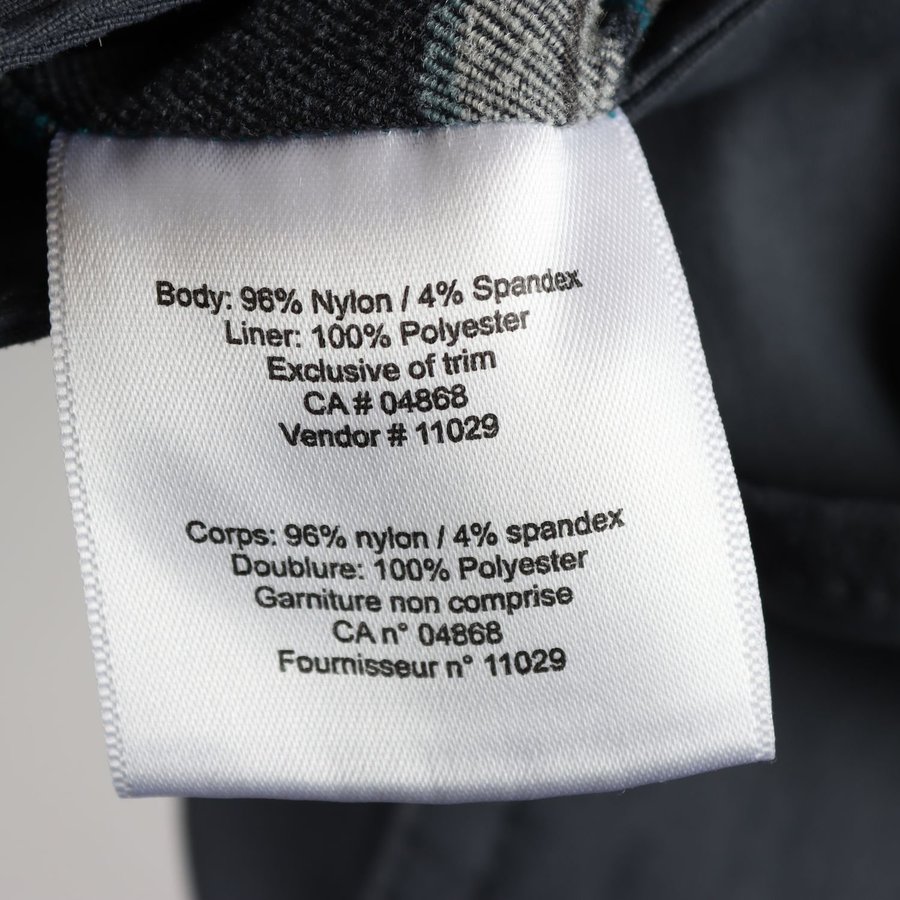 Body: 96% Nylon / 4% Spandex
Liner: 100% Polyester
Exclusive of trim
CA # 04868
Vendor # 11029
Corps: 96% nylon / 4% spandex
Doublure: 100% Polyester
Garniture non comprise
CA n° 04868
Fournisseur n° 11029